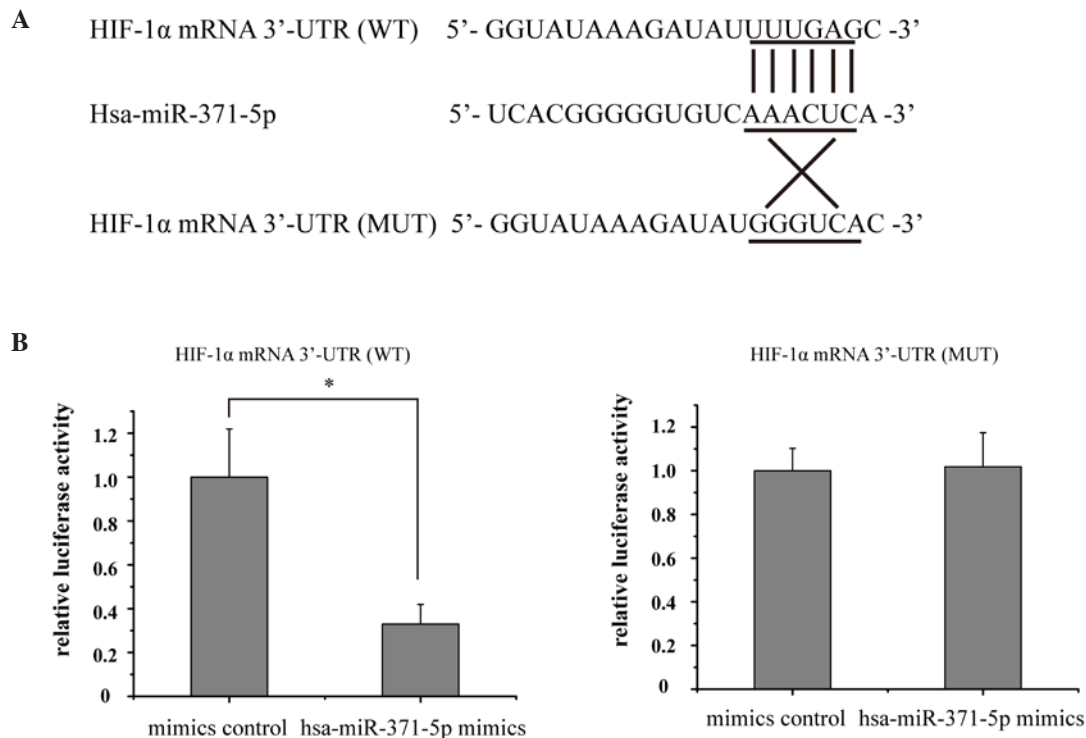 A
HIF-1α mRNA 3’-UTR (WT) 5’- GGUAUAAAGAUAUUUUGAGC -3’
Hsa-miR-371-5p 5’- UCACGGGGGUGUCAAACUCA -3’
HIF-1α mRNA 3’-UTR (MUT) 5’- GGUAUAAAGAUAUGGGUCAC -3’
B
HIF-1α mRNA 3’-UTR (WT)
*
relative luciferase activity
1.2
1.0
0.8
0.6
0.4
0.2
0
mimics control hsa-miR-371-5p mimics
HIF-1α mRNA 3’-UTR (MUT)
relative luciferase activity
1.2
1.0
0.8
0.6
0.4
0.2
0
mimics control hsa-miR-371-5p mimics